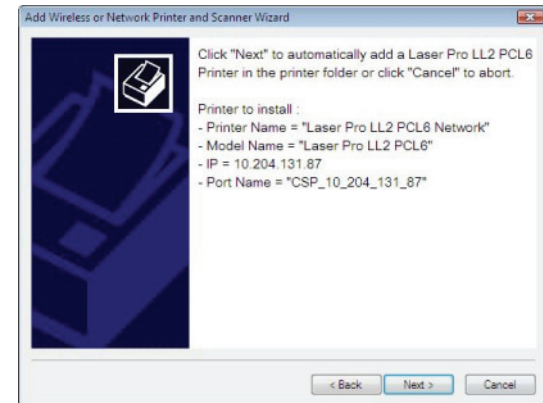 Add Wireless or Network Printer and Scanner Wizard
Click "Next" to automatically add a Laser Pro LL2 PCL6
Printer in the printer folder or click "Cancel" to abort.
Printer to install :
- Printer Name = "Laser Pro LL2 PCL6 Network"
- Model Name = "Laser Pro LL2 PCL6"
- IP = 10.204.131.87
- Port Name = "CSP_10_204_131_87"
< Back
Next >
Cancel